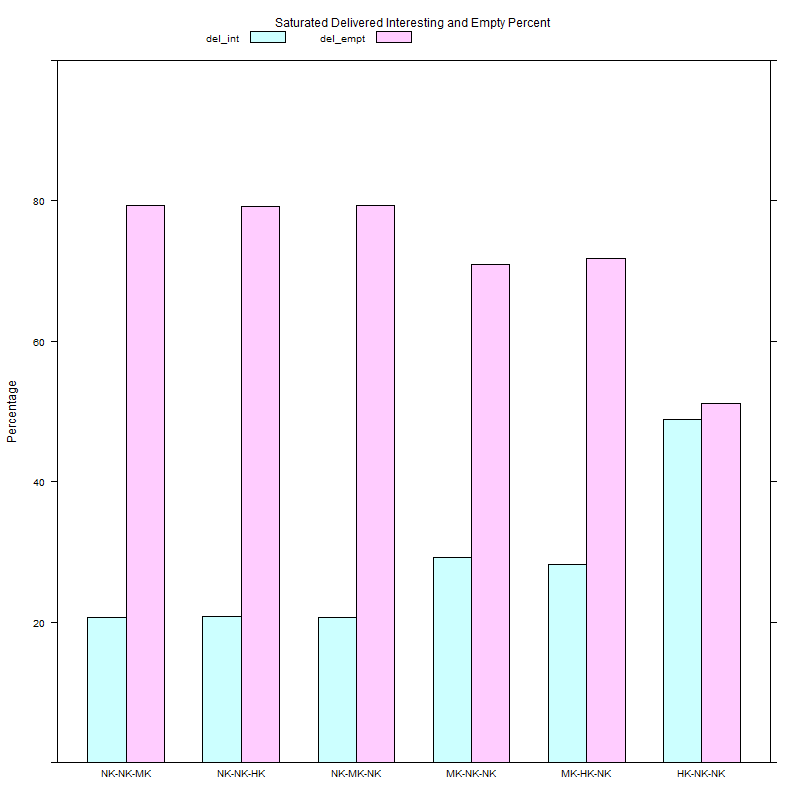 Saturated Delivered Interesting and Empty Percent
del_int del_empt
80
60
Percentage
40
20
NK-NK-MK NK-NK-HK NK-MK-NK MK-NK-NK MK-HK-NK HK-NK-NK